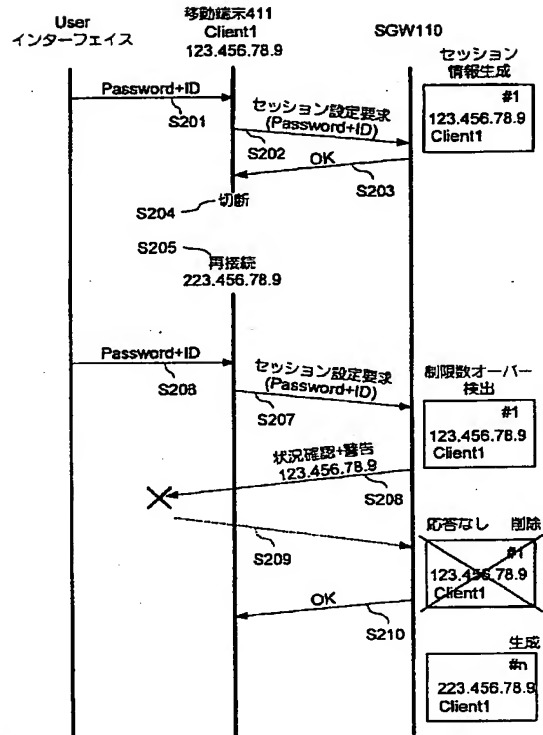 User
インターフェイス
移動端末411
Client1
123.456.78.9
SGW110
セッション
情報生成
#1
123.456.78.9
Client1
Password+ID
S201
セッション設定要求
(Password+ID)
S202
OK
S203
S204
切断
S205
再接続
223.456.78.9
Password+ID
S206
セッション設定要求
(Password+ID)
S207
制限数オーバー
検出
#1
123.456.78.9
Client1
状況確認+警告
123.456.78.9
S208
応答なし 削除
#1
123.456.78.9
Client1
S209
OK
S210
生成
#n
223.456.78.9
Client1